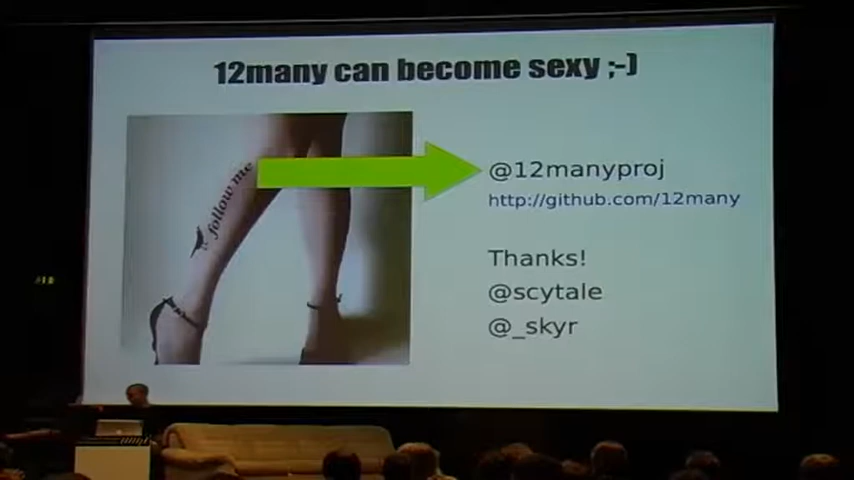 12many can become sexy ;-)
follow me
@12manyproj
http://github.com/12many
Thanks!
@scytale
@_skyr